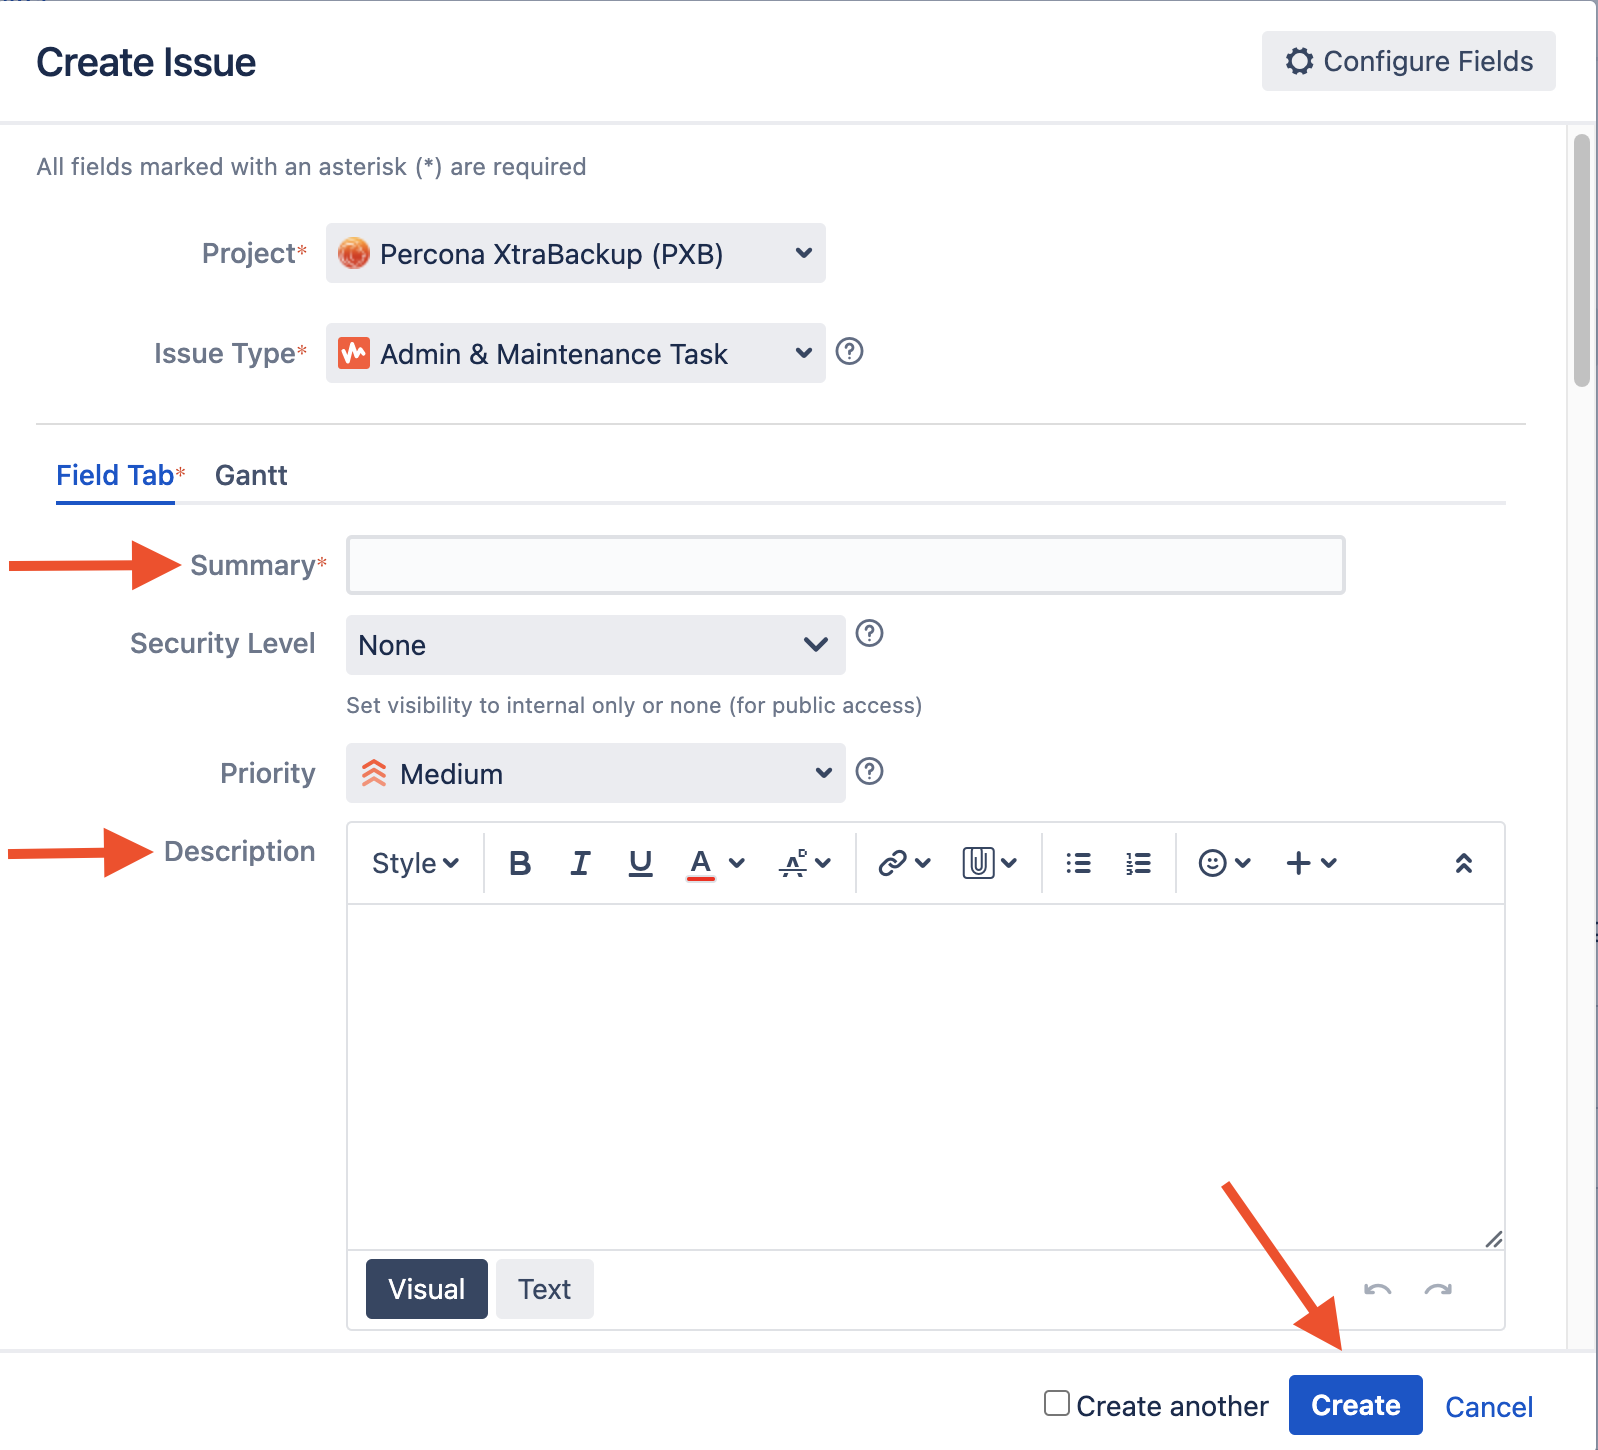 Create Issue
Configure Fields
All fields marked with an asterisk (*) are required
Project*
Percona XtraBackup (PXB)
Issue Type*
Admin & Maintenance Task
Field Tab*
Gantt
Summary*
Security Level
None
Set visibility to internal only or none (for public access)
Priority
Medium
Description
Style
Visual
Text
Create another
Create
Cancel